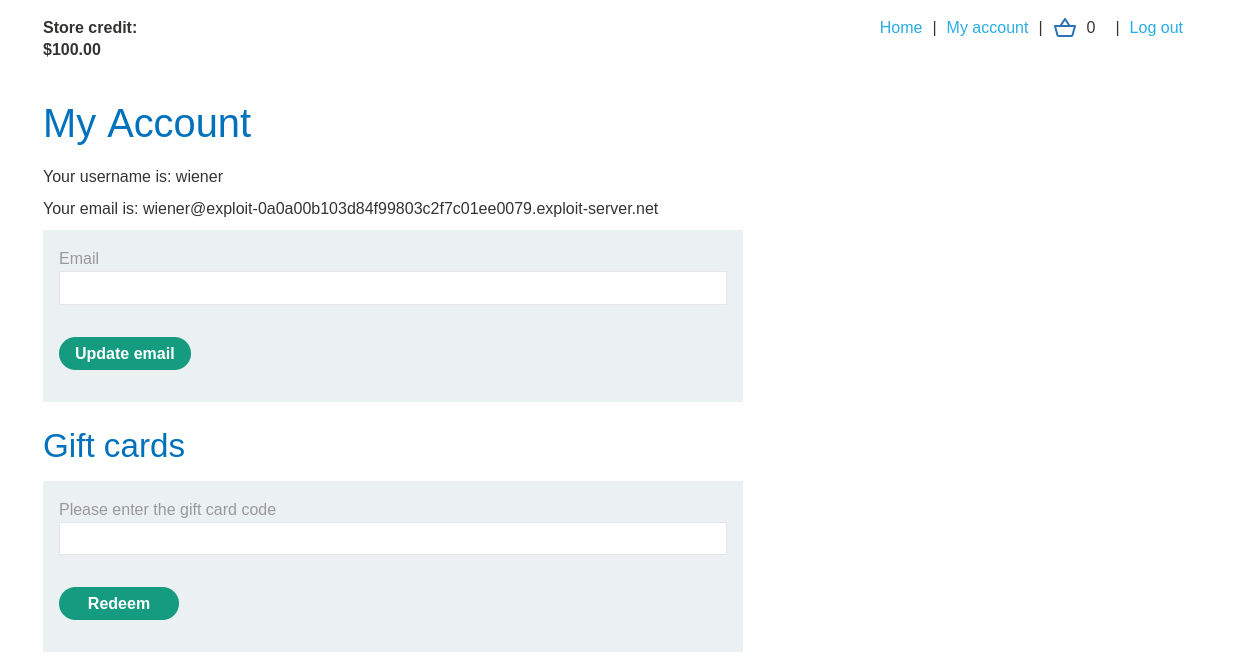 Store credit:
$100.00
Home | My account | 0 | Log out
My Account
Your username is: wiener
Your email is: wiener@exploit-0a0a00b103d84f99803c2f7c01ee0079.exploit-server.net
Email
Update email
Gift cards
Please enter the gift card code
Redeem